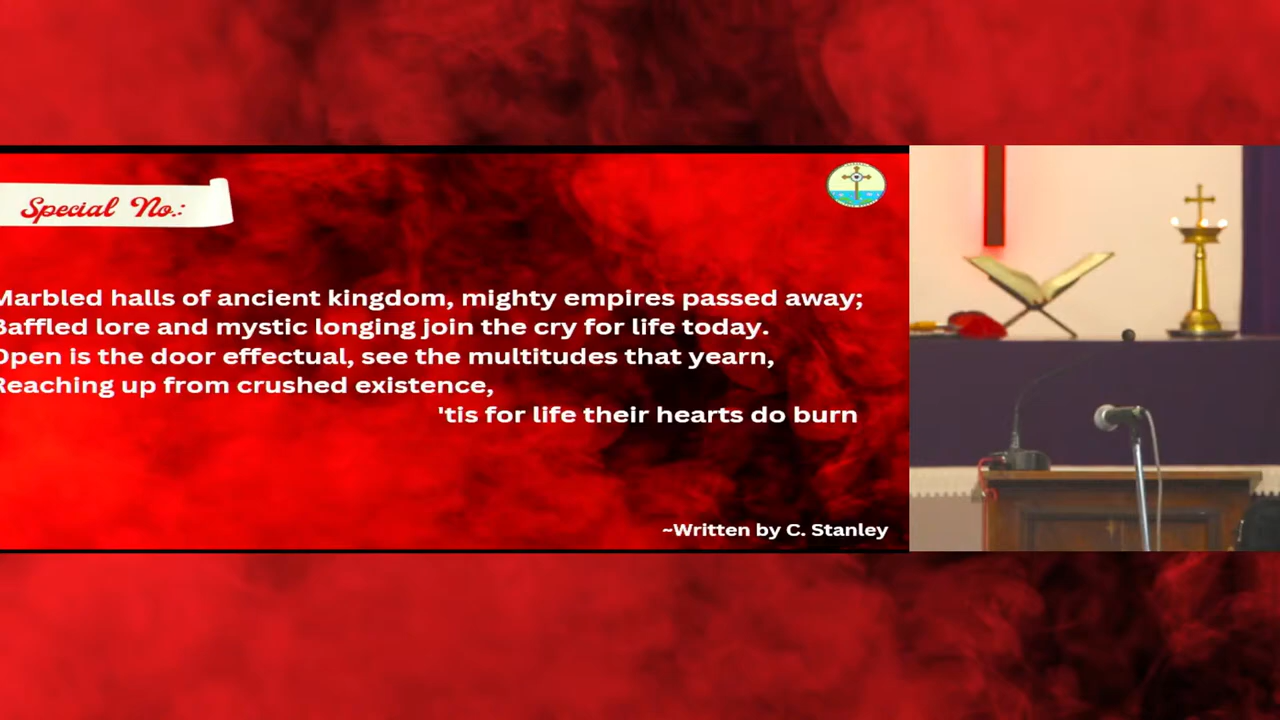 Special No.:
Marbled halls of ancient kingdom, mighty empires passed away;
Baffled lore and mystic longing join the cry for life today.
Open is the door effectual, see the multitudes that yearn,
Reaching up from crushed existence,
'tis for life their hearts do burn
~Written by C. Stanley